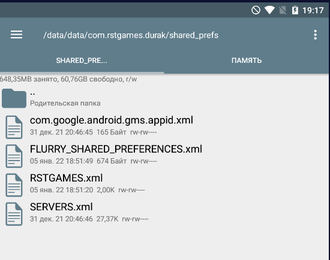 19:17
/data/data/com.rstgames.durak/shared_prefs
SHARED_PRE...
ПАМЯТЬ
648,35MB занято, 60,76GB свободно, r/w
..
Родительская папка
com.google.android.gms.appid.xml
31 дек. 21 20:46:45 165 Байт rw-rw----
FLURRY_SHARED_PREFERENCES.xml
05 янв. 22 18:51:49 674 Байт rw-rw----
RSTGAMES.xml
05 янв. 22 18:51:20 2,00K rw-rw----
SERVERS.xml
31 дек. 21 20:46:46 27,37K rw-rw----